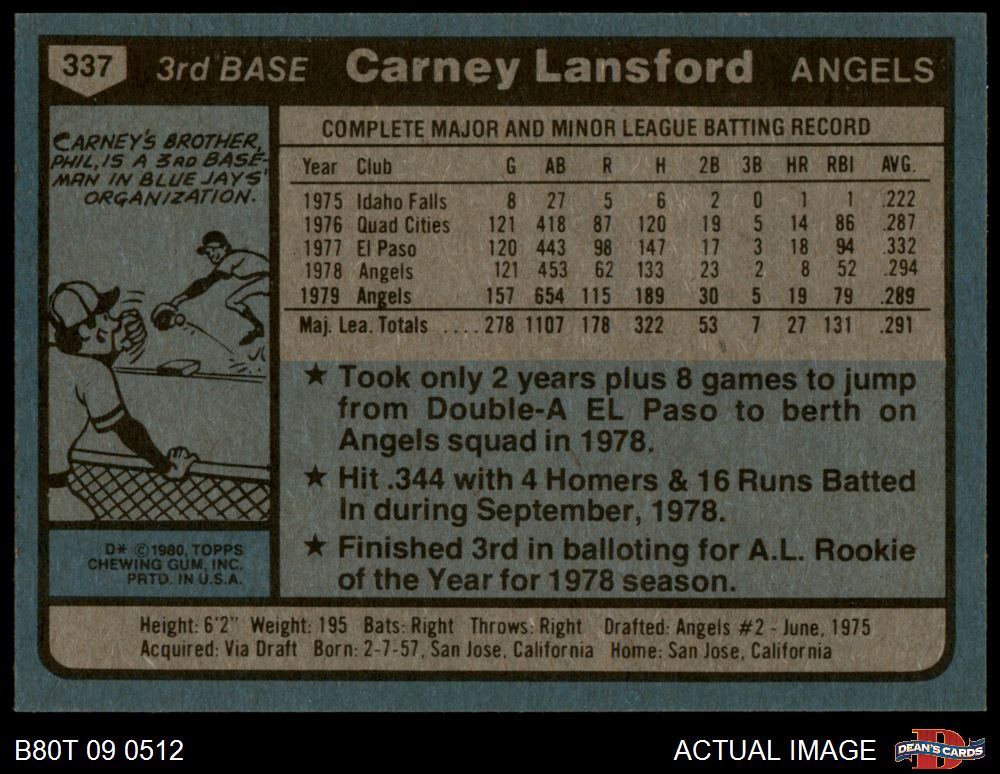 337 3rd BASE Carney Lansford ANGELS
CARNEY'S BROTHER,
PHIL, IS A 3RD BASE-
MAN IN BLUE JAYS'
ORGANIZATION.
D* © 1980, TOPPS
CHEWING GUM, INC.
PRTD. IN U.S.A.
COMPLETE MAJOR AND MINOR LEAGUE BATTING RECORD
Year Club G AB R H 2B 3B HR RBI AVG.
1975 Idaho Falls 8 27 5 6 2 0 1 1 .222
1976 Quad Cities 121 418 87 120 19 5 14 86 .287
1977 El Paso 120 443 98 147 17 3 18 94 .332
1978 Angels 121 453 62 133 23 2 8 52 .294
1979 Angels 157 654 115 189 30 5 19 79 .289
Maj. Lea. Totals .... 278 1107 178 322 53 7 27 131 .291
★ Took only 2 years plus 8 games to jump
from Double-A EL Paso to berth on
Angels squad in 1978.
★ Hit .344 with 4 Homers & 16 Runs Batted
In during September, 1978.
★ Finished 3rd in balloting for A.L. Rookie
of the Year for 1978 season.
Height: 6'2" Weight: 195 Bats: Right Throws: Right Drafted: Angels #2 - June, 1975
Acquired: Via Draft Born: 2-7-57, San Jose, California Home: San Jose, California
B80T 09 0512 ACTUAL IMAGE DEAN'S CARDS